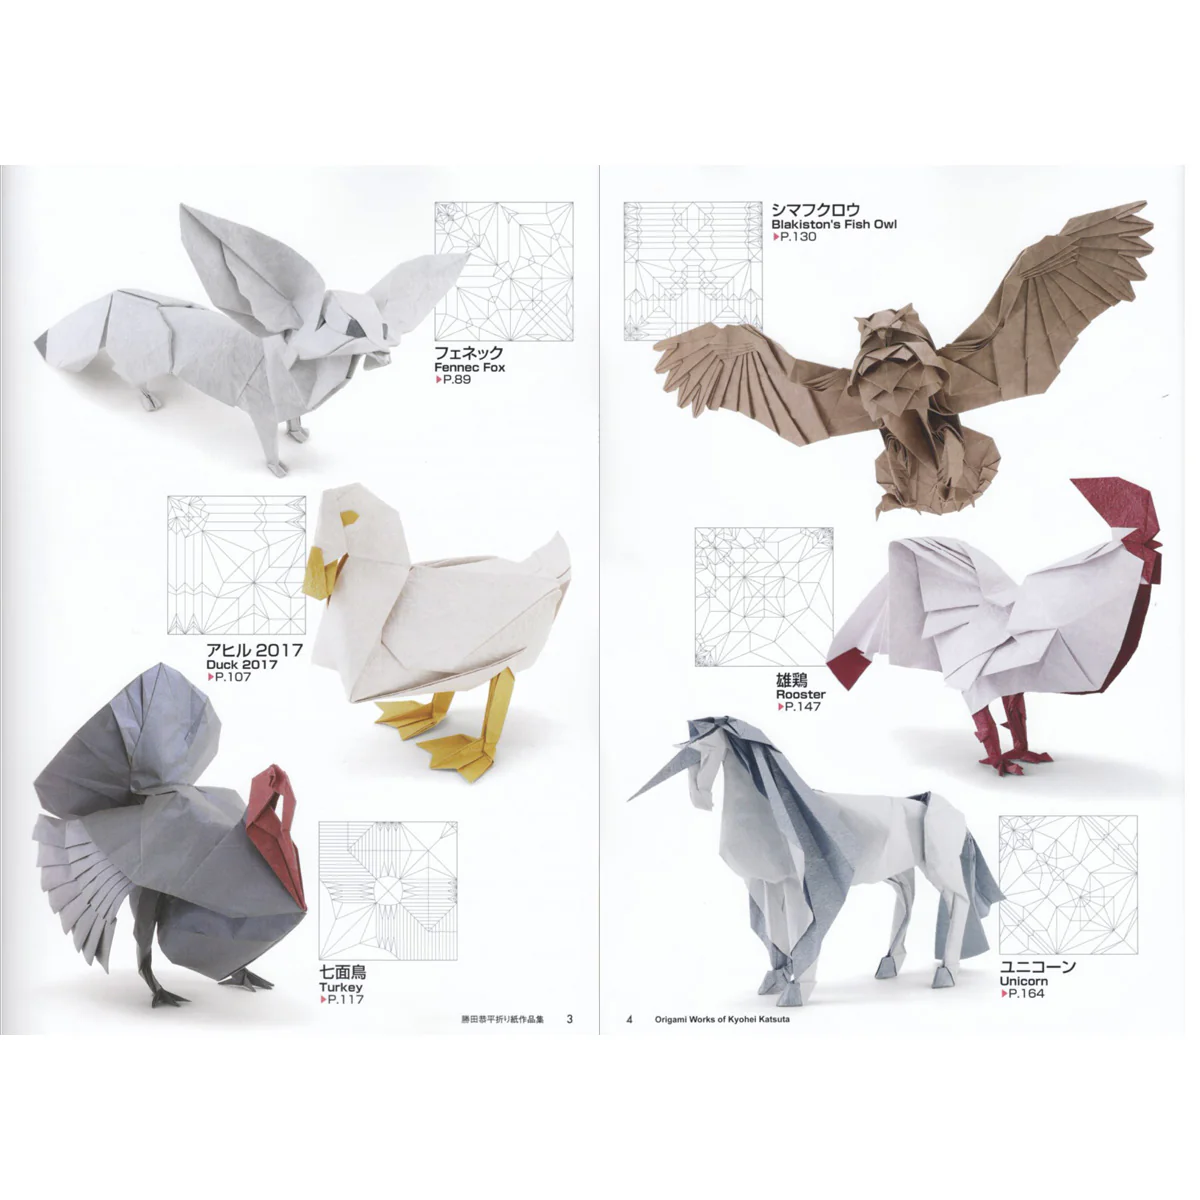 フェネック
Fennec Fox
▶P.89
アヒル 2017
Duck 2017
▶P.107
七面鳥
Turkey
▶P.117
勝田恭平折り紙作品集 3
シマフクロウ
Blakiston's Fish Owl
▶P.130
雄鶏
Rooster
▶P.147
ユニコーン
Unicorn
▶P.164
4 Origami Works of Kyohei Katsuta